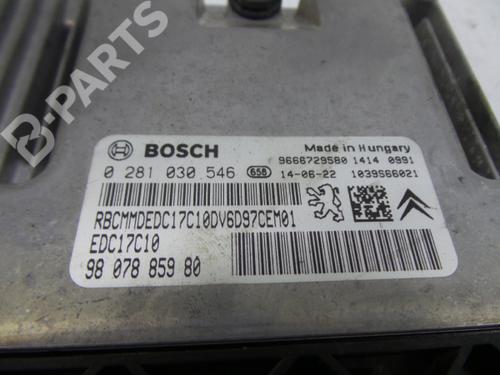 B-PARTS
BOSCH
Made in Hungary
9666729580 1414 0991
0 281 030 546 658 14-06-22 1039S66021
RBCMMDEDC17C10DV6D97CEM01
EDC17C10
98 078 859 80